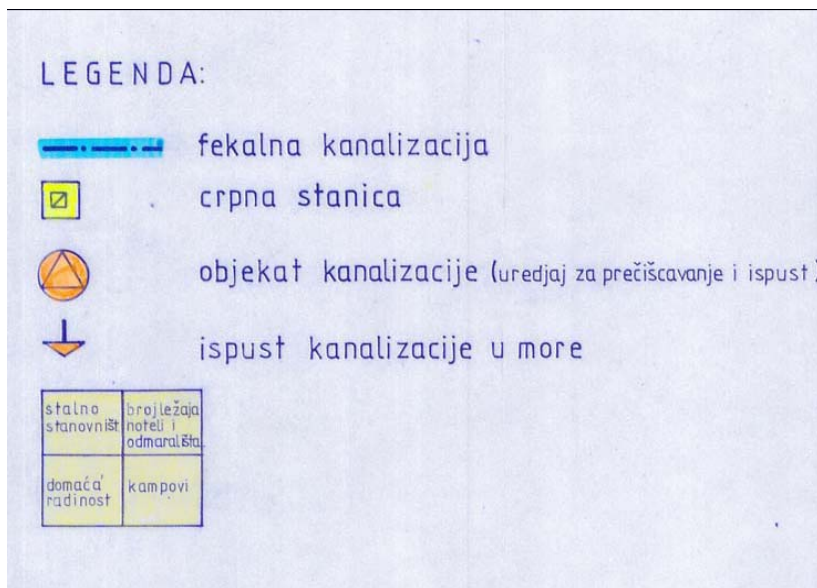 LEGENDA:
fekalna kanalizacija
crpna stanica
objekat kanalizacije (uredjaj za prečišcavanje i ispust)
ispust kanalizacije u more
stalno
stanovništ
broj ležaja
hoteli i
odmarališta
domaća
radinost
kampovi